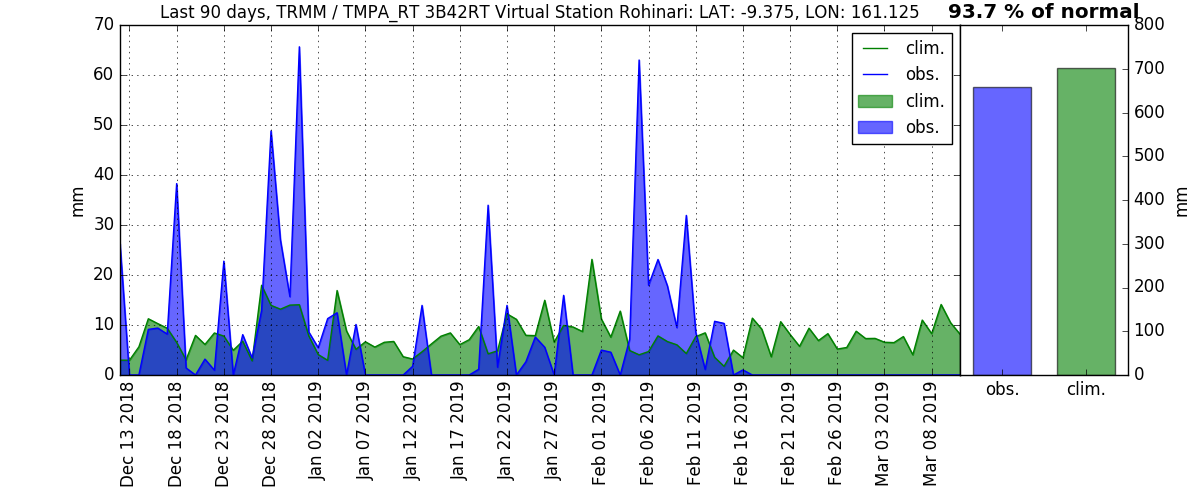 Last 90 days, TRMM / TMPA_RT 3B42RT Virtual Station Rohinari: LAT: -9.375, LON: 161.125
93.7 % of normal
70
60
50
40
30
20
10
0
mm
clim.
obs.
clim.
obs.
Dec 13 2018
Dec 18 2018
Dec 23 2018
Dec 28 2018
Jan 02 2019
Jan 07 2019
Jan 12 2019
Jan 17 2019
Jan 22 2019
Jan 27 2019
Feb 01 2019
Feb 06 2019
Feb 11 2019
Feb 16 2019
Feb 21 2019
Feb 26 2019
Mar 03 2019
Mar 08 2019
800
700
600
500
400
300
200
100
0
mm
obs.
clim.